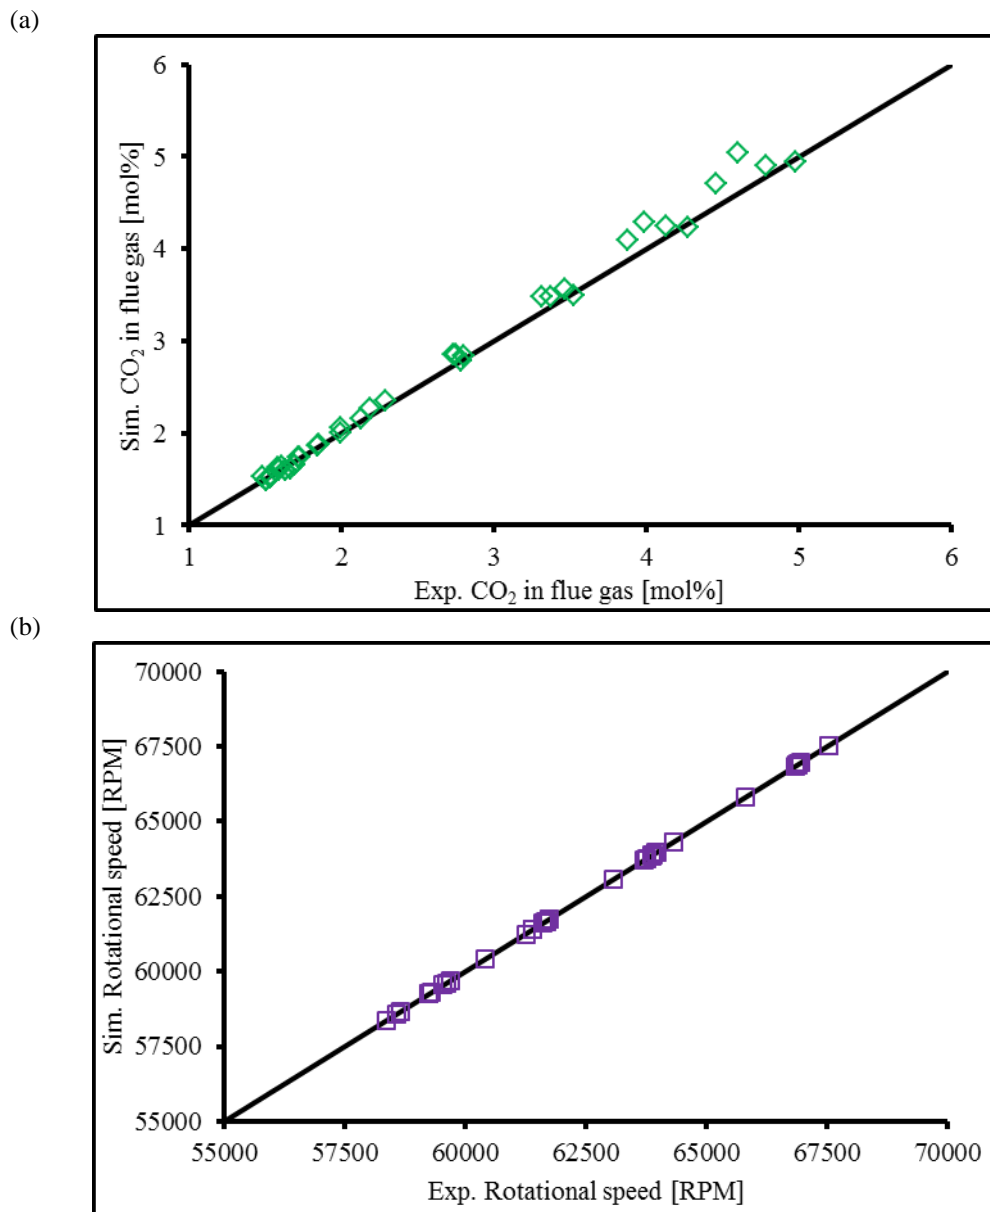 (a)
6
5
4
3
2
1
Sim. CO₂ in flue gas [mol%]
1 2 3 4 5 6
Exp. CO₂ in flue gas [mol%]
(b)
70000
67500
65000
62500
60000
57500
55000
Sim. Rotational speed [RPM]
55000 57500 60000 62500 65000 67500 70000
Exp. Rotational speed [RPM]